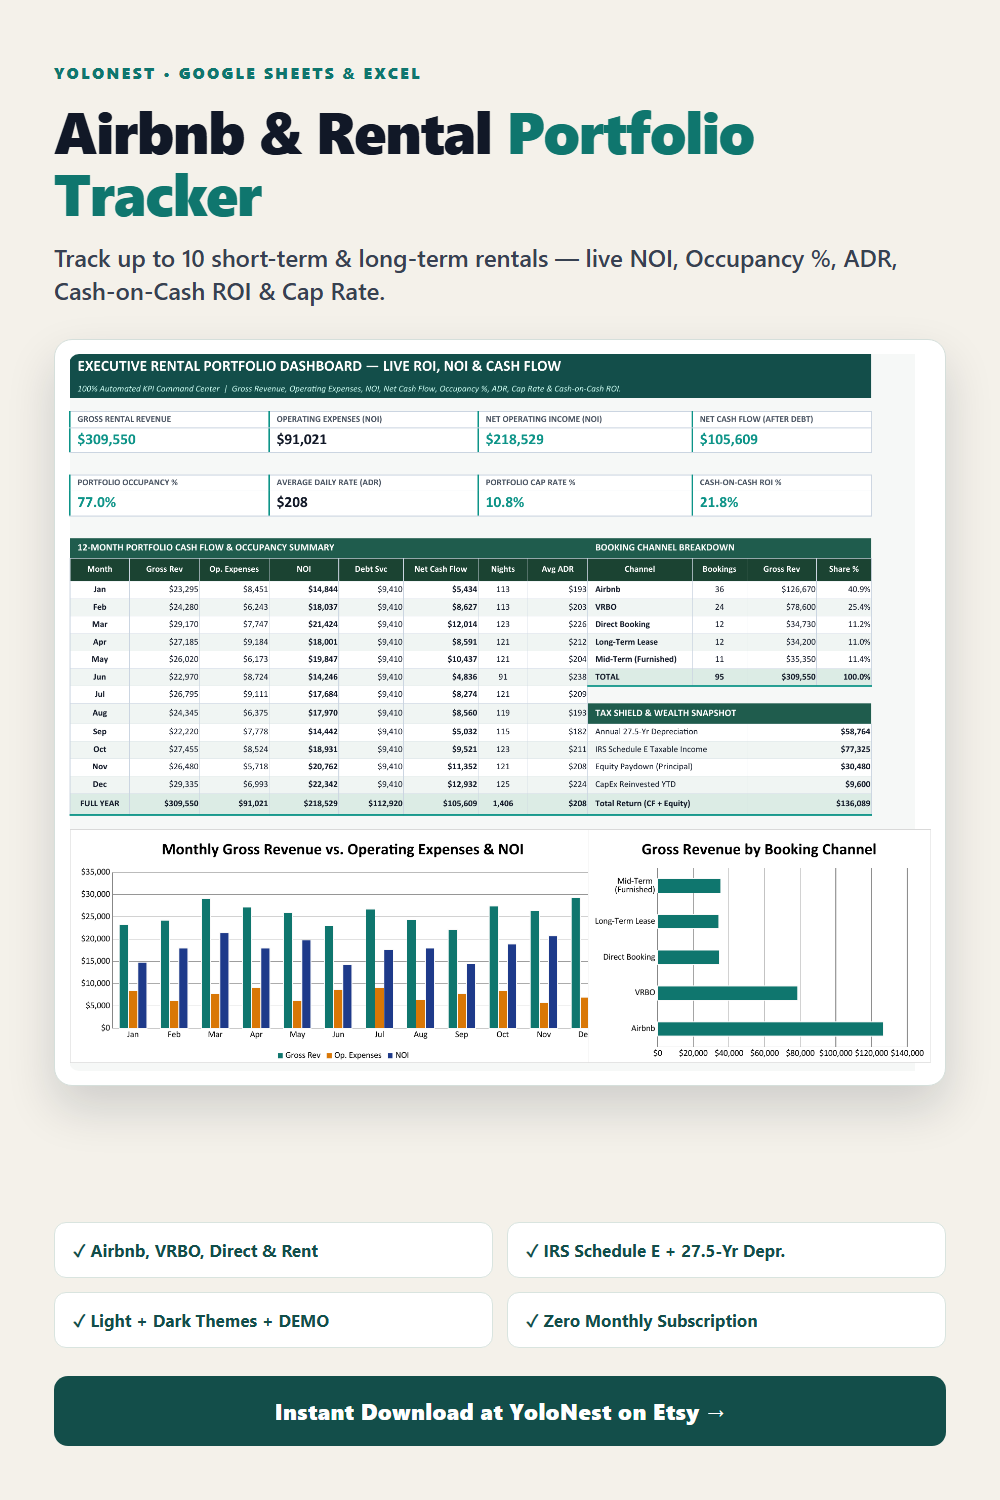 YOLONEST • GOOGLE SHEETS & EXCEL
Airbnb & Rental Portfolio
Tracker
Track up to 10 short-term & long-term rentals — live NOI, Occupancy %, ADR,
Cash-on-Cash ROI & Cap Rate.
EXECUTIVE RENTAL PORTFOLIO DASHBOARD — LIVE ROI, NOI & CASH FLOW
100% Automated KPI Command Center | Gross Revenue, Operating Expenses, NOI, Net Cash Flow, Occupancy %, ADR, Cap Rate & Cash-on-Cash ROI.
GROSS RENTAL REVENUE OPERATING EXPENSES (NOI) NET OPERATING INCOME (NOI) NET CASH FLOW (AFTER DEBT)
$309,550 $91,021 $218,529 $105,609
PORTFOLIO OCCUPANCY % AVERAGE DAILY RATE (ADR) PORTFOLIO CAP RATE % CASH-ON-CASH ROI %
77.0% $208 10.8% 21.8%
12-MONTH PORTFOLIO CASH FLOW & OCCUPANCY SUMMARY
Month Gross Rev Op. Expenses NOI Debt Svc Net Cash Flow Nights Avg ADR
Jan $23,295 $8,451 $14,844 $9,410 $5,434 113 $193
Feb $24,280 $6,243 $18,037 $9,410 $8,627 113 $203
Mar $29,170 $7,747 $21,424 $9,410 $12,014 123 $226
Apr $27,185 $9,184 $18,001 $9,410 $8,591 121 $212
May $26,020 $6,173 $19,847 $9,410 $10,437 121 $204
Jun $22,970 $8,724 $14,246 $9,410 $4,836 91 $238
Jul $26,795 $9,111 $17,684 $9,410 $8,274 121 $209
Aug $24,345 $6,375 $17,970 $9,410 $8,560 119 $193
Sep $22,220 $7,778 $14,442 $9,410 $5,032 115 $182
Oct $27,455 $8,524 $18,931 $9,410 $9,521 123 $211
Nov $26,480 $5,718 $20,762 $9,410 $11,352 121 $208
Dec $29,335 $6,993 $22,342 $9,410 $12,932 125 $224
FULL YEAR $309,550 $91,021 $218,529 $112,920 $105,609 1,406 $208
BOOKING CHANNEL BREAKDOWN
Channel Bookings Gross Rev Share %
Airbnb 36 $126,670 40.9%
VRBO 24 $78,600 25.4%
Direct Booking 12 $34,730 11.2%
Long-Term Lease 12 $34,200 11.0%
Mid-Term (Furnished) 11 $35,350 11.4%
TOTAL 95 $309,550 100.0%
TAX SHIELD & WEALTH SNAPSHOT
Annual 27.5-Yr Depreciation $58,764
IRS Schedule E Taxable Income $77,325
Equity Paydown (Principal) $30,480
CapEx Reinvested YTD $9,600
Total Return (CF + Equity) $136,089
Monthly Gross Revenue vs. Operating Expenses & NOI
$35,000
$30,000
$25,000
$20,000
$15,000
$10,000
$5,000
$0
Jan Feb Mar Apr May Jun Jul Aug Sep Oct Nov De
Gross Rev Op. Expenses NOI
Gross Revenue by Booking Channel
Mid-Term
(Furnished)
Long-Term Lease
Direct Booking
VRBO
Airbnb
$0 $20,000 $40,000 $60,000 $80,000 $100,000 $120,000 $140,000
✓ Airbnb, VRBO, Direct & Rent
✓ IRS Schedule E + 27.5-Yr Depr.
✓ Light + Dark Themes + DEMO
✓ Zero Monthly Subscription
Instant Download at YoloNest on Etsy →